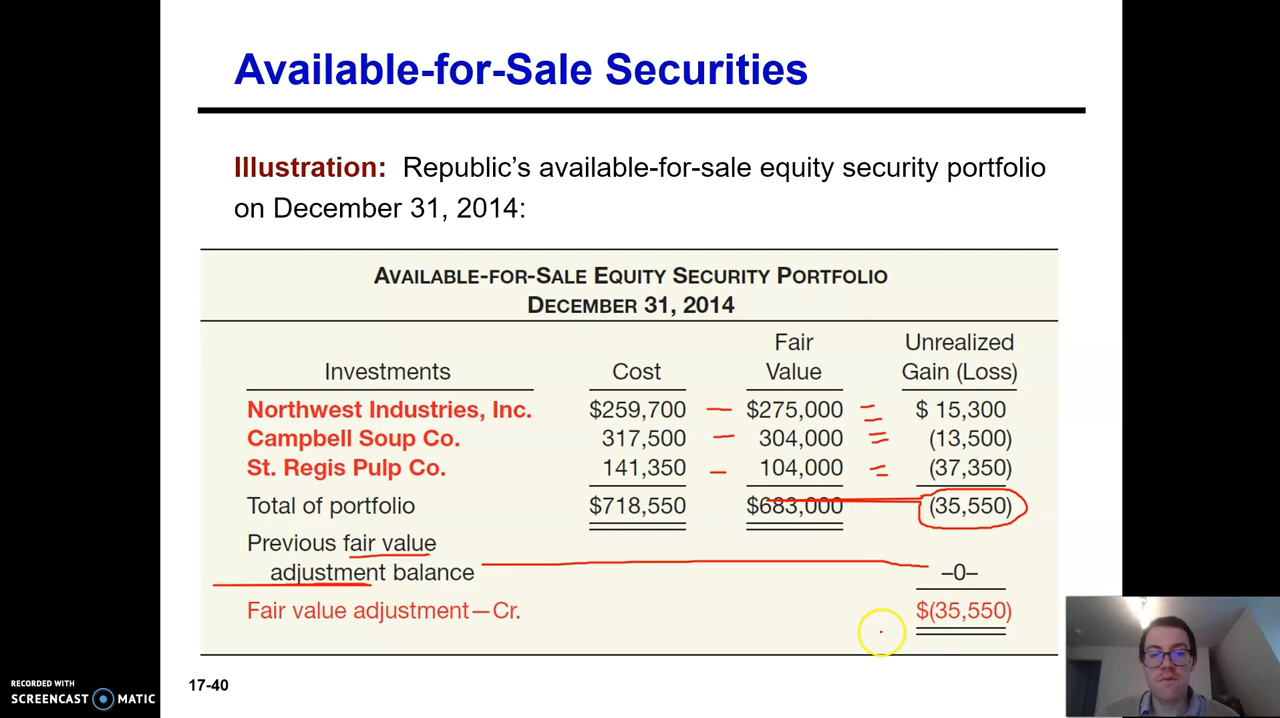 Available-for-Sale Securities
Illustration: Republic’s available-for-sale equity security portfolio
on December 31, 2014:
AVAILABLE-FOR-SALE EQUITY SECURITY PORTFOLIO
DECEMBER 31, 2014
Fair Unrealized
Investments Cost Value Gain (Loss)
Northwest Industries, Inc. $259,700 $275,000 $ 15,300
Campbell Soup Co. 317,500 304,000 (13,500)
St. Regis Pulp Co. 141,350 104,000 (37,350)
Total of portfolio $718,550 $683,000 (35,550)
Previous fair value
adjustment balance –0–
Fair value adjustment—Cr. $(35,550)
17-40
RECORDED WITH
SCREENCAST MATIC